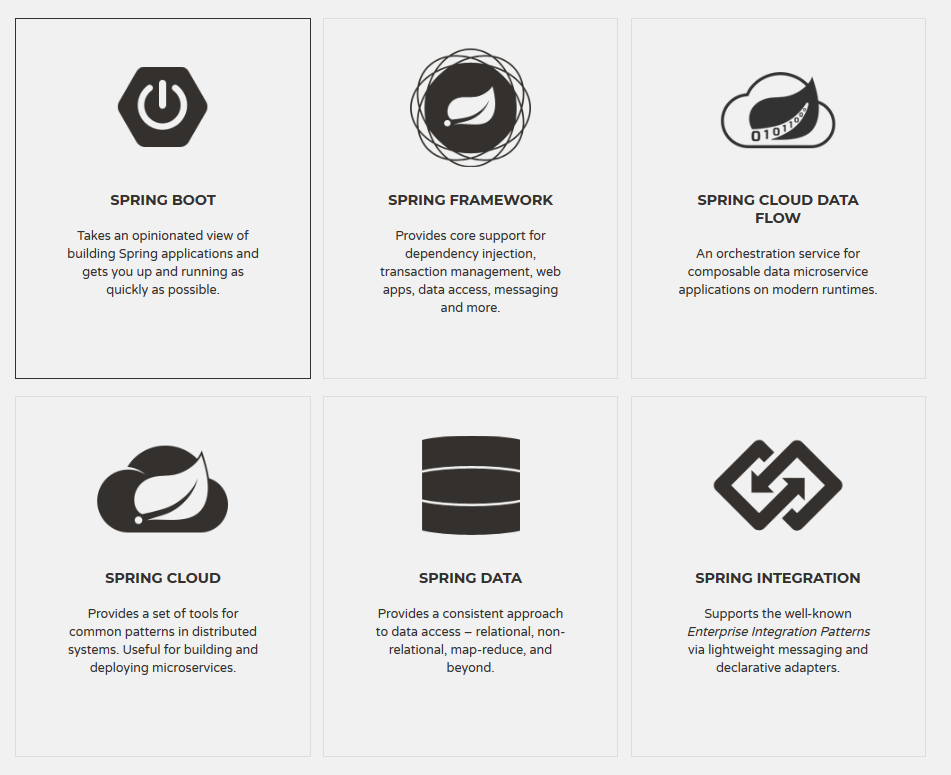 01011000
SPRING BOOT
Takes an opinionated view of
building Spring applications and
gets you up and running as
quickly as possible.
SPRING FRAMEWORK
Provides core support for
dependency injection,
transaction management, web
apps, data access, messaging
and more.
SPRING CLOUD DATA
FLOW
An orchestration service for
composable data microservice
applications on modern runtimes.
SPRING CLOUD
Provides a set of tools for
common patterns in distributed
systems. Useful for building and
deploying microservices.
SPRING DATA
Provides a consistent approach
to data access – relational, non-
relational, map-reduce, and
beyond.
SPRING INTEGRATION
Supports the well-known
Enterprise Integration Patterns
via lightweight messaging and
declarative adapters.